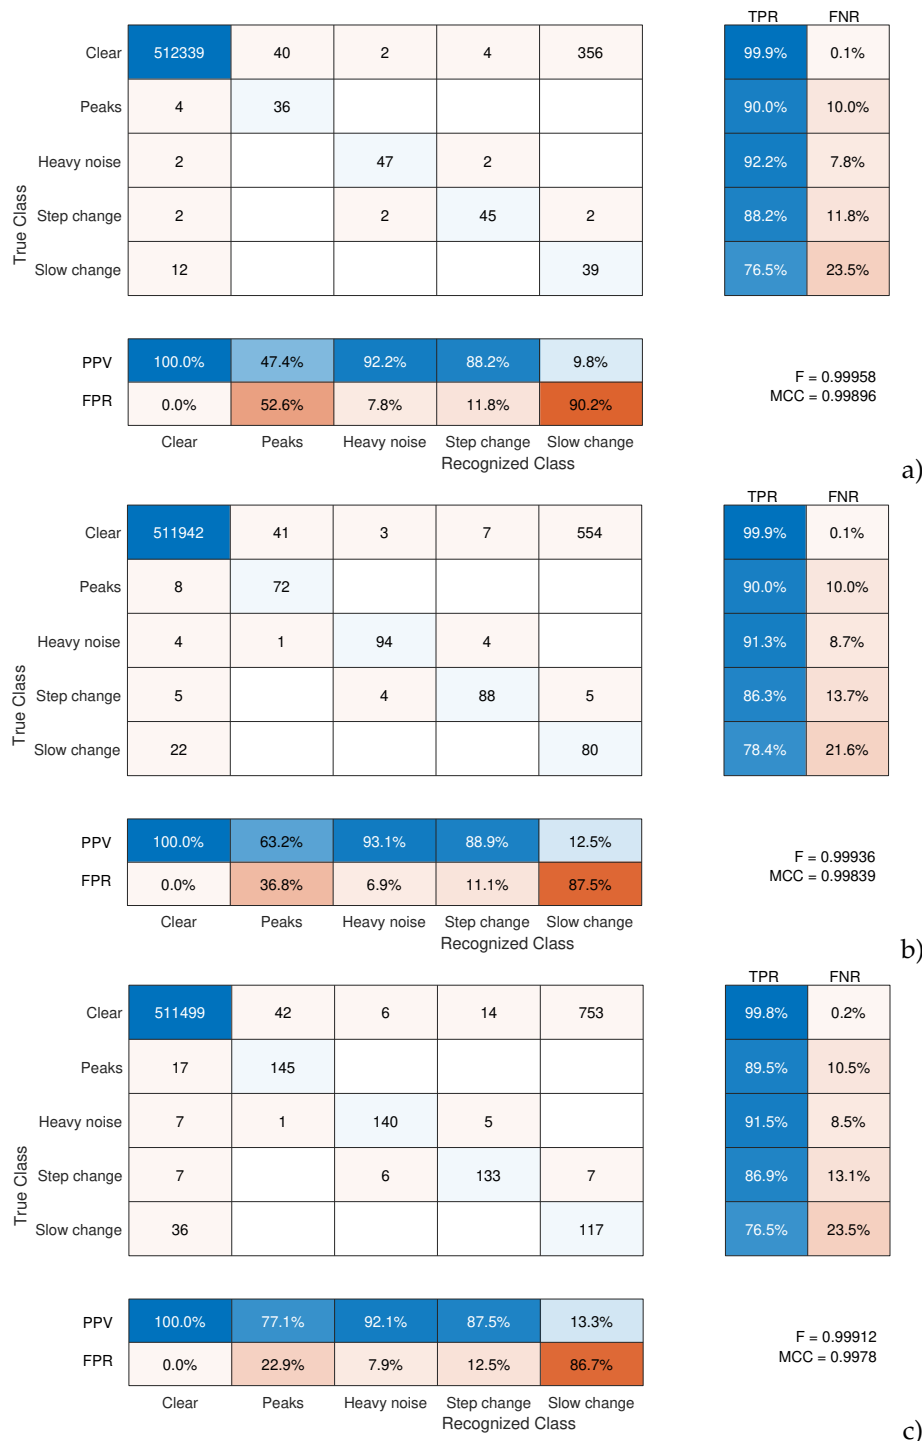 TPR FNR
Clear 512339 40 2 4 356 99.9% 0.1%
Peaks 4 36 90.0% 10.0%
Heavy noise 2 47 2 92.2% 7.8%
Step change 2 2 45 2 88.2% 11.8%
Slow change 12 39 76.5% 23.5%
True Class
PPV 100.0% 47.4% 92.2% 88.2% 9.8%
FPR 0.0% 52.6% 7.8% 11.8% 90.2%
F = 0.99958
MCC = 0.99896
Clear Peaks Heavy noise Step change Slow change
Recognized Class
a)
TPR FNR
Clear 511942 41 3 7 554 99.9% 0.1%
Peaks 8 72 90.0% 10.0%
Heavy noise 4 1 94 4 91.3% 8.7%
Step change 5 4 88 5 86.3% 13.7%
Slow change 22 80 78.4% 21.6%
True Class
PPV 100.0% 63.2% 93.1% 88.9% 12.5%
FPR 0.0% 36.8% 6.9% 11.1% 87.5%
F = 0.99936
MCC = 0.99839
Clear Peaks Heavy noise Step change Slow change
Recognized Class
b)
TPR FNR
Clear 511499 42 6 14 753 99.8% 0.2%
Peaks 17 145 89.5% 10.5%
Heavy noise 7 1 140 5 91.5% 8.5%
Step change 7 6 133 7 86.9% 13.1%
Slow change 36 117 76.5% 23.5%
True Class
PPV 100.0% 77.1% 92.1% 87.5% 13.3%
FPR 0.0% 22.9% 7.9% 12.5% 86.7%
F = 0.99912
MCC = 0.9978
Clear Peaks Heavy noise Step change Slow change
Recognized Class
c)